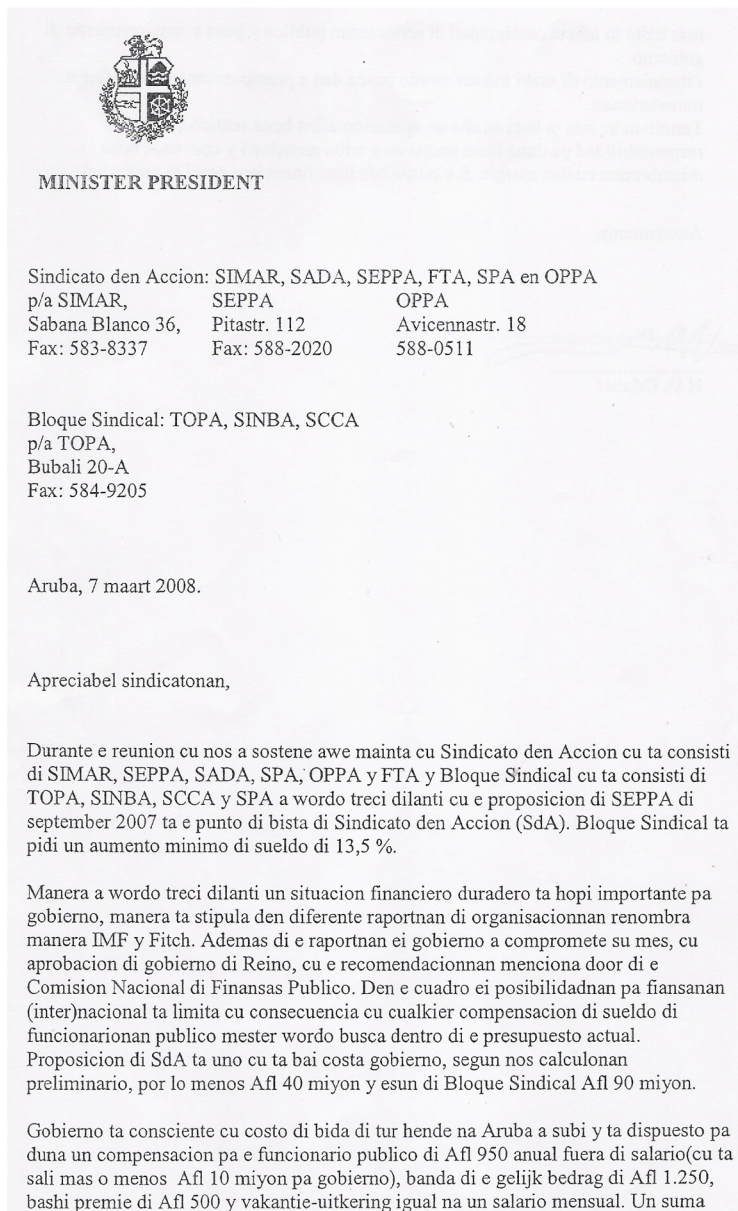 MINISTER PRESIDENT
Sindicato den Accion: SIMAR, SADA, SEPPA, FTA, SPA en OPPA
p/a SIMAR, SEPPA OPPA
Sabana Blanco 36, Pitastr. 112 Avicennastr. 18
Fax: 583-8337 Fax: 588-2020 588-0511
Bloque Sindical: TOPA, SINBA, SCCA
p/a TOPA,
Bubali 20-A
Fax: 584-9205
Aruba, 7 maart 2008.
Apreciabel sindicatonan,
Durante e reunion cu nos a sostene awe mainta cu Sindicato den Accion cu ta consisti
di SIMAR, SEPPA, SADA, SPA, OPPA y FTA y Bloque Sindical cu ta consisti di
TOPA, SINBA, SCCA y SPA a wordo treci dilanti cu e proposicion di SEPPA di
september 2007 ta e punto di bista di Sindicato den Accion (SdA). Bloque Sindical ta
pidi un aumento minimo di sueldo di 13,5 %.
Manera a wordo treci dilanti un situacion financiero duradero ta hopi importante pa
gobierno, manera ta stipula den diferente raportnan di organisacionnan renombra
manera IMF y Fitch. Ademas di e raportnan ei gobierno a compromete su mes, cu
aprobacion di gobierno di Reino, cu e recomendacionnan menciona door di e
Comision Nacional di Finansas Publico. Den e cuadro ei posibilidadnan pa fiansanan
(inter)nacional ta limita cu consecuencia cu cualkier compensacion di sueldo di
funcionarionan publico mester wordo busca dentro di e presupuesto actual.
Proposicion di SdA ta uno cu ta bai costa gobierno, segun nos calculonan
preliminario, por lo menos Afl 40 miyon y esun di Bloque Sindical Afl 90 miyon.
Gobierno ta consciente cu costo di bida di tur hende na Aruba a subi y ta dispuesto pa
duna un compensacion pa e funcionario publico di Afl 950 anual fuera di salario(cu ta
sali mas o menos Afl 10 miyon pa gobierno), banda di e gelijk bedrag di Afl 1.250,
bashi premie di Afl 500 y vakantie-uitkering igual na un salario mensual. Un suma